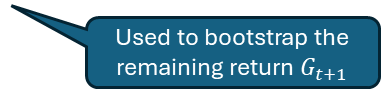 Used to bootstrap the
remaining return $G_{t+1}$